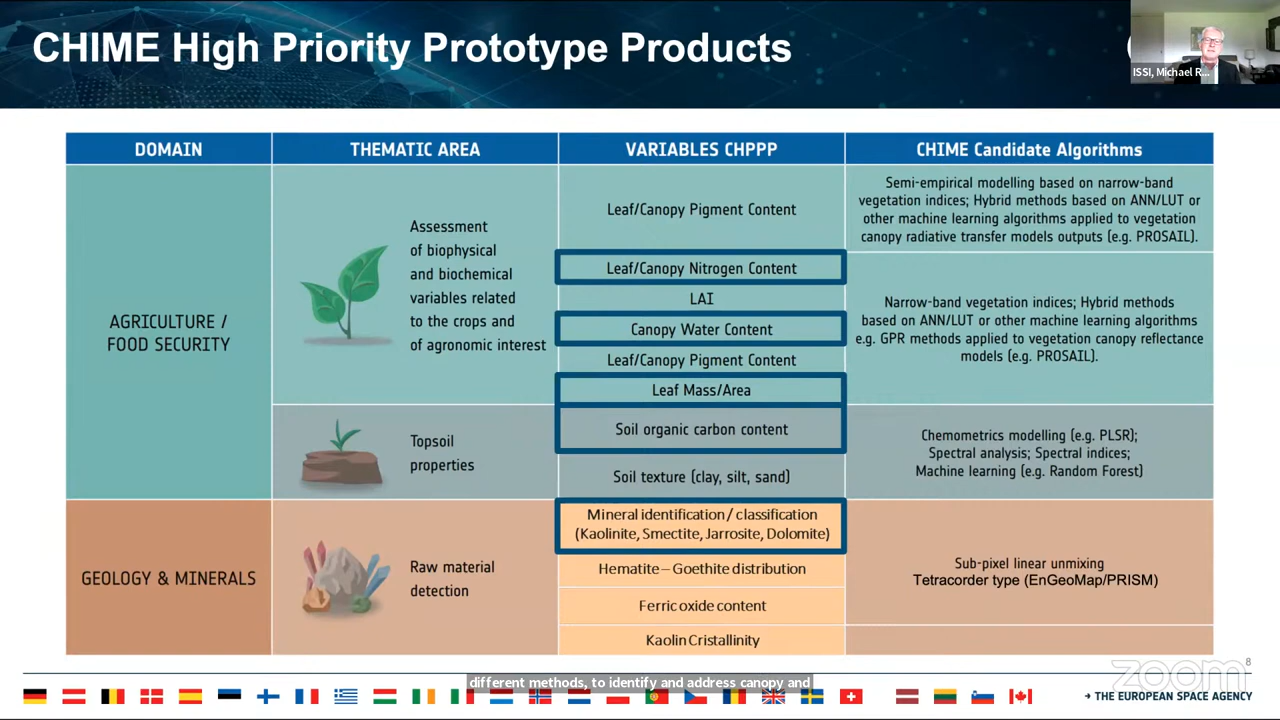 CHIME High Priority Prototype Products
ISSI, Michael R...
DOMAIN
THEMATIC AREA
VARIABLES CHPPP
CHIME Candidate Algorithms
AGRICULTURE /
FOOD SECURITY
Assessment
of biophysical
and biochemical
variables related
to the crops and
of agronomic interest
Leaf/Canopy Pigment Content
Semi-empirical modelling based on narrow-band
vegetation indices; Hybrid methods based on ANN/LUT or
other machine learning algorithms applied to vegetation
canopy radiative transfer models outputs (e.g. PROSAIL).
Leaf/Canopy Nitrogen Content
LAI
Canopy Water Content
Leaf/Canopy Pigment Content
Leaf Mass/Area
Narrow-band vegetation indices; Hybrid methods
based on ANN/LUT or other machine learning algorithms
e.g. GPR methods applied to vegetation canopy reflectance
models (e.g. PROSAIL).
Topsoil
properties
Soil organic carbon content
Soil texture (clay, silt, sand)
Chemometrics modelling (e.g. PLSR);
Spectral analysis; Spectral indices;
Machine learning (e.g. Random Forest)
GEOLOGY & MINERALS
Raw material
detection
Mineral identification / classification
(Kaolinite, Smectite, Jarrosite, Dolomite)
Hematite – Goethite distribution
Ferric oxide content
Kaolin Cristallinity
Sub-pixel linear unmixing
Tetracorder type (EnGeoMap/PRISM)
8
zoom
different methods, to identify and address canopy and
→ THE EUROPEAN SPACE AGENCY